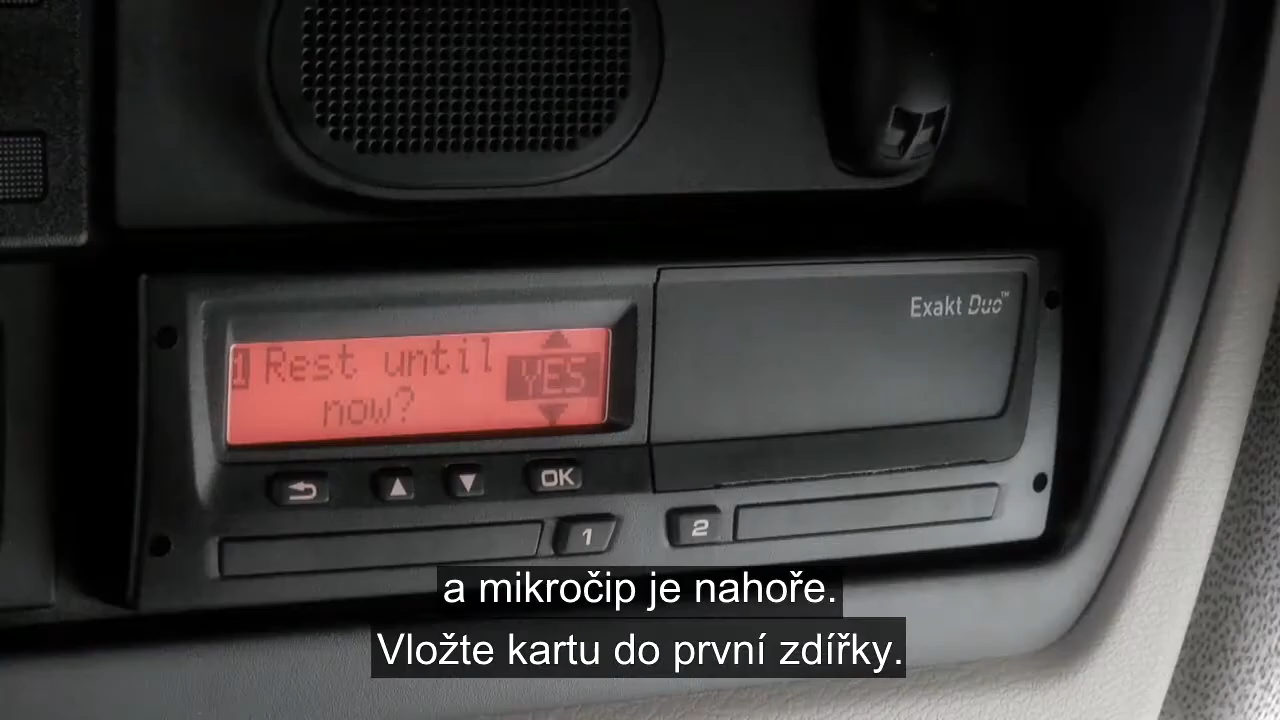 Exakt Duo™
1 Rest until
YES
now?
OK
1
2
a mikročip je nahoře.
Vložte kartu do první zdířky.